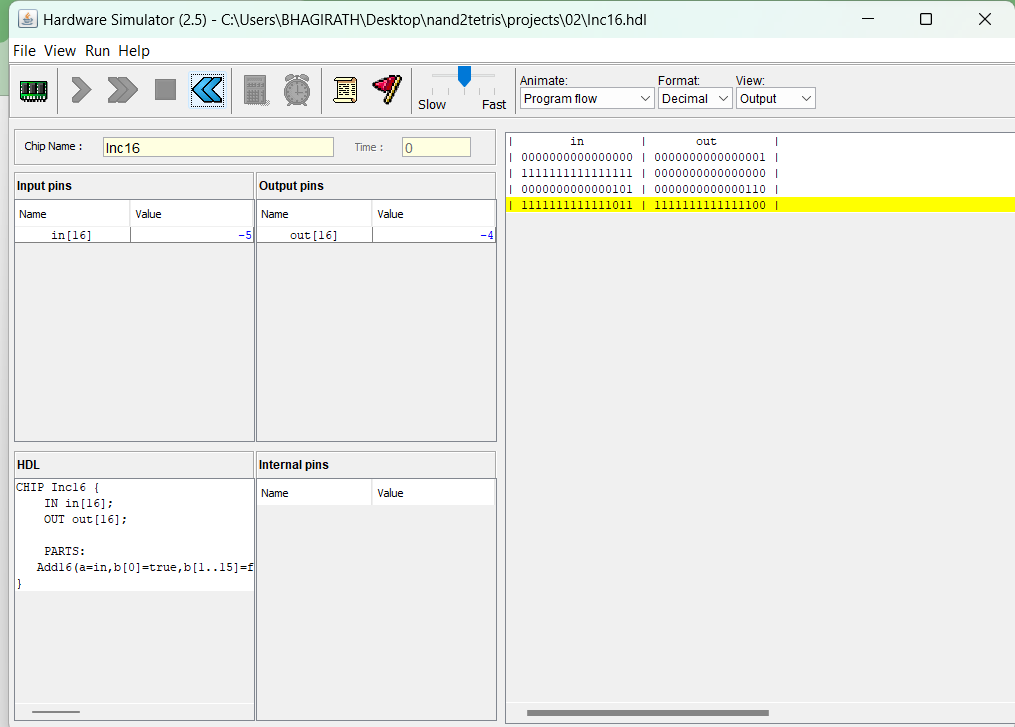 Hardware Simulator (2.5) - C:\Users\BHAGIRATH\Desktop\nand2tetris\projects\02\Inc16.hdl
File View Run Help
Slow Fast
Animate: Format: View:
Program flow Decimal Output
Chip Name : Inc16 Time : 0
Input pins
Name Value
in[16] -5
Output pins
Name Value
out[16] -4
HDL
CHIP Inc16 {
IN in[16];
OUT out[16];
PARTS:
Add16(a=in,b[0]=true,b[1..15]=f
}
Internal pins
Name Value
| in | out |
| 0000000000000000 | 0000000000000001 |
| 1111111111111111 | 0000000000000000 |
| 0000000000000101 | 0000000000000110 |
| 1111111111111011 | 1111111111111100 |